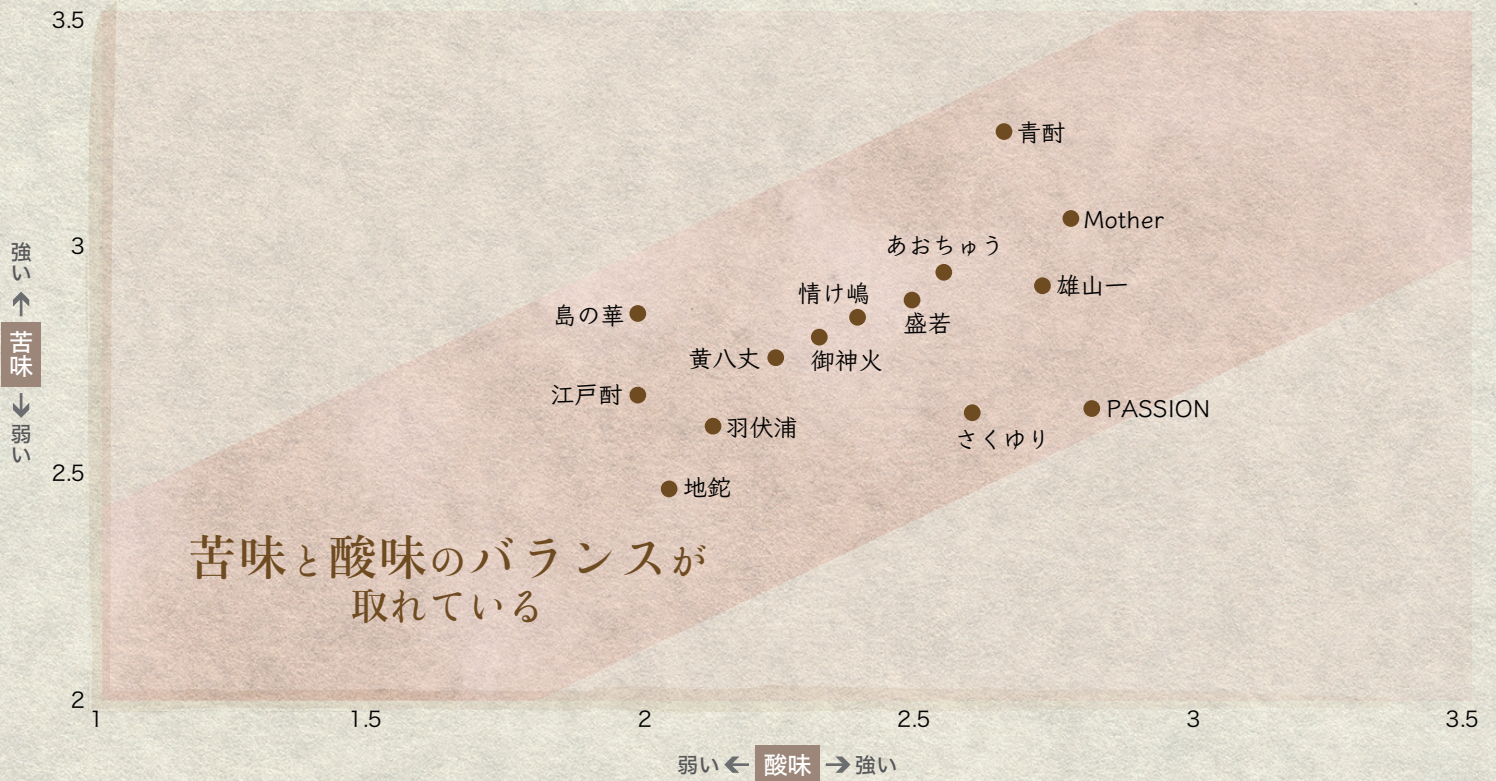 3.5
青酎
Mother
強い
3
あおちゅう
雄山一
情け嶋
島の華
盛若
苦味
黄八丈
御神火
江戸酎
PASSION
羽伏浦
さくゆり
弱い
2.5
地鉈
苦味と酸味のバランスが
取れている
2
1
1.5
2
2.5
3
3.5
弱い 酸味 強い